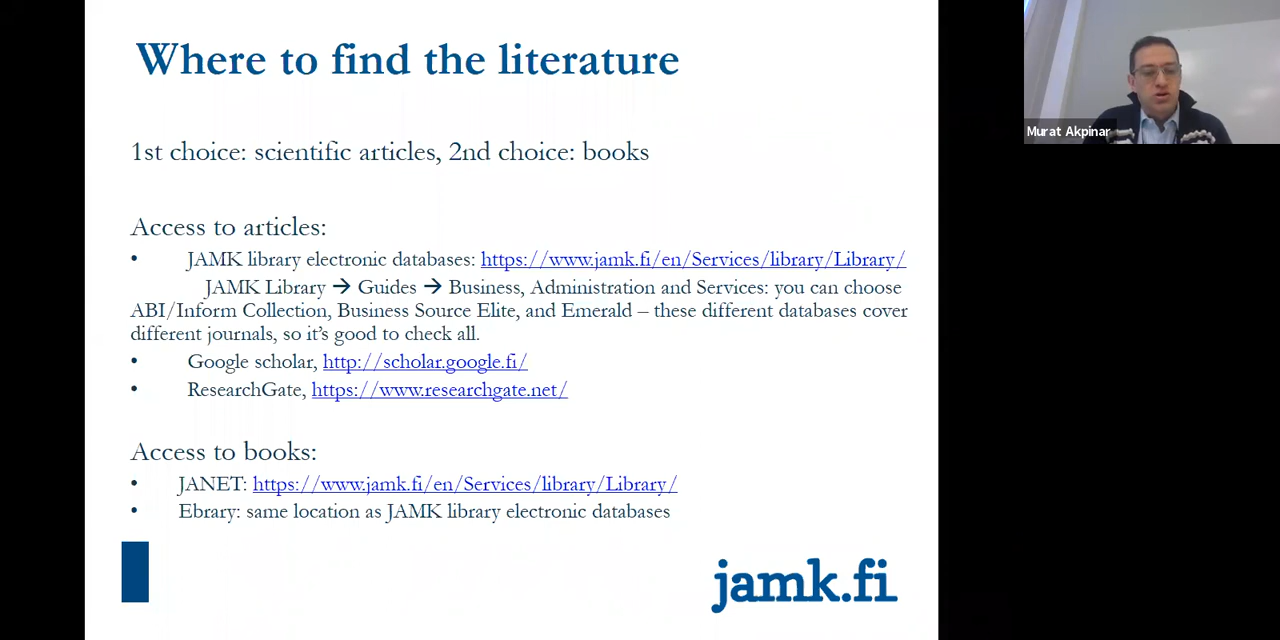 Where to find the literature
1st choice: scientific articles, 2nd choice: books
Access to articles:
• JAMK library electronic databases: https://www.jamk.fi/en/Services/library/Library/
JAMK Library → Guides → Business, Administration and Services: you can choose
ABI/Inform Collection, Business Source Elite, and Emerald – these different databases cover
different journals, so it's good to check all.
• Google scholar, http://scholar.google.fi/
• ResearchGate, https://www.researchgate.net/
Access to books:
• JANET: https://www.jamk.fi/en/Services/library/Library/
• Ebrary: same location as JAMK library electronic databases
jamk.fi
Murat Akpinar